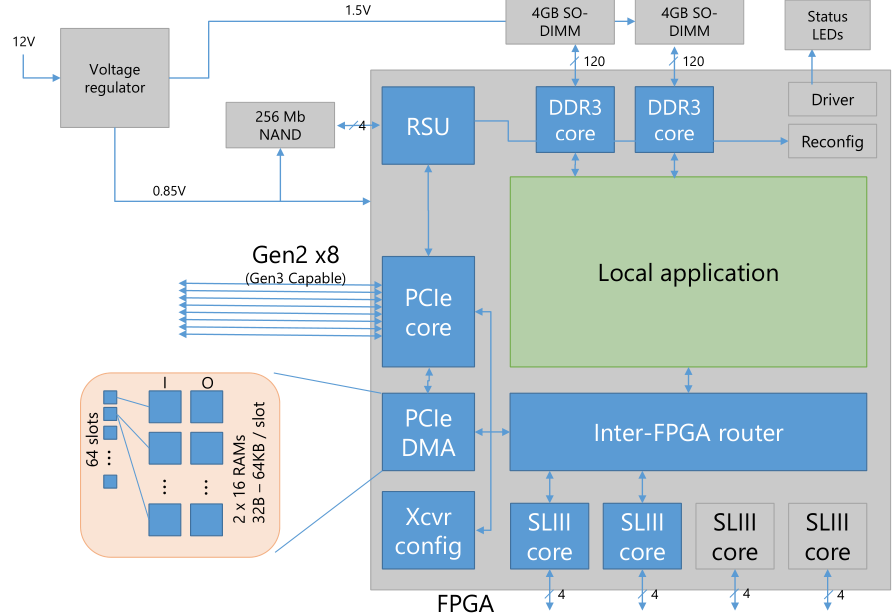 1.5V
4GB SO-
DIMM
4GB SO-
DIMM
Status
LEDs
12V
Voltage
regulator
120
120
256 Mb
NAND
4
RSU
DDR3
core
DDR3
core
Driver
Reconfig
0.85V
Gen2 x8
(Gen3 Capable)
PCIe
core
Local application
I
O
64 slots
...
...
...
2 x 16 RAMs
32B – 64KB / slot
PCIe
DMA
Inter-FPGA router
Xcvr
config
SLIII
core
SLIII
core
SLIII
core
SLIII
core
4
4
4
4
FPGA